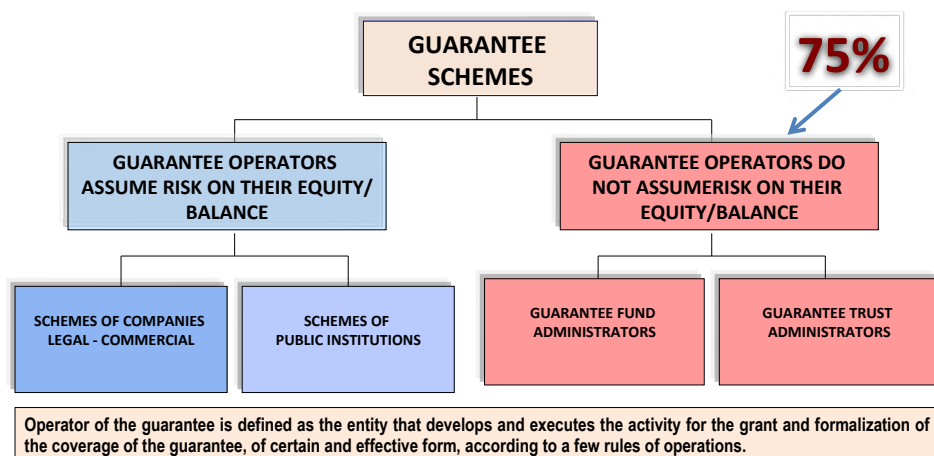 GUARANTEE
SCHEMES
75%
GUARANTEE OPERATORS
ASSUME RISK ON THEIR EQUITY/
BALANCE
GUARANTEE OPERATORS DO
NOT ASSUMERISK ON THEIR
EQUITY/BALANCE
SCHEMES OF COMPANIES
LEGAL - COMMERCIAL
SCHEMES OF
PUBLIC INSTITUTIONS
GUARANTEE FUND
ADMINISTRATORS
GUARANTEE TRUST
ADMINISTRATORS
Operator of the guarantee is defined as the entity that develops and executes the activity for the grant and formalization of
the coverage of the guarantee, of certain and effective form, according to a few rules of operations.